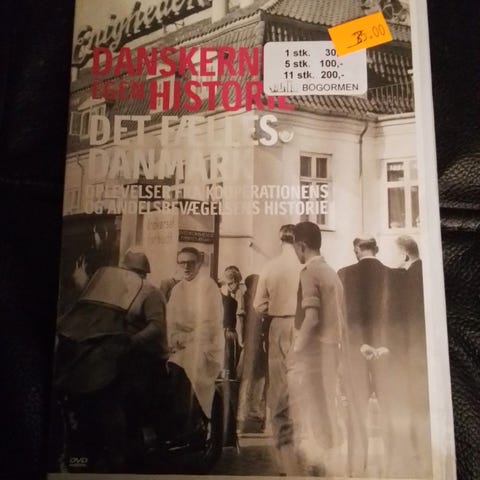 Enigheden
35.00
DANSKERN
EGEN HISTORIE
1 stk. 30,
5 stk. 100,-
11 stk. 200,-
BOGORMEN
DET FÆLLES
DANMARK
OPLEVELSER FRA KOOPERATIONENS
OG ANDELSBEVÆGELSENS HISTORIE
DVD